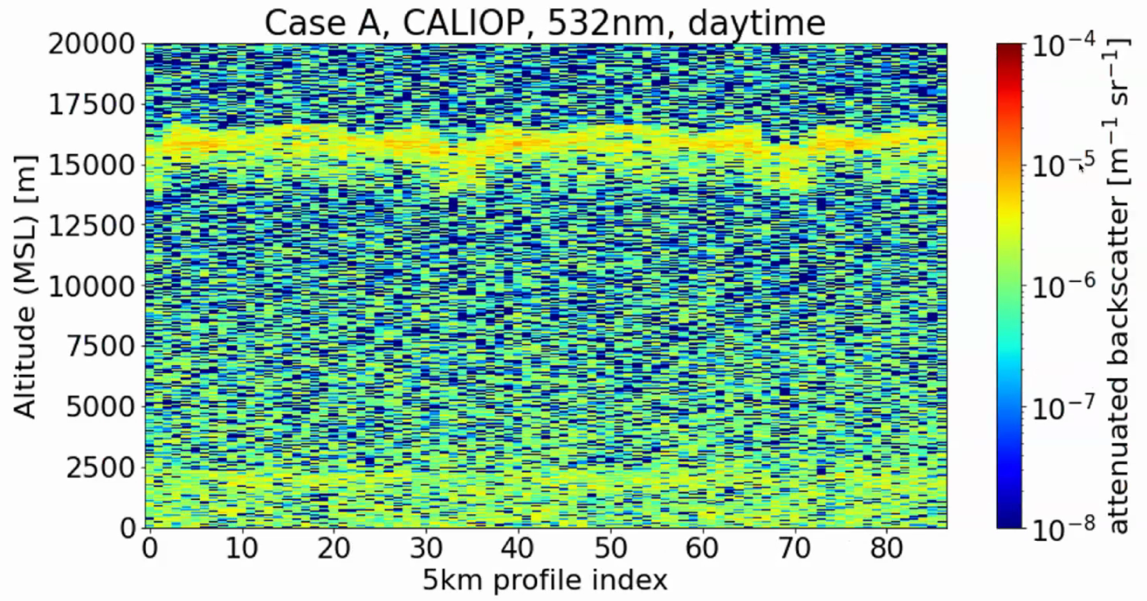 Case A, CALIOP, 532nm, daytime
20000
17500
15000
12500
10000
7500
5000
2500
0
Altitude (MSL) [m]
0 10 20 30 40 50 60 70 80
5km profile index
10⁻⁴
10⁻⁵
10⁻⁶
10⁻⁷
10⁻⁸
attenuated backscatter [m⁻¹ sr⁻¹]